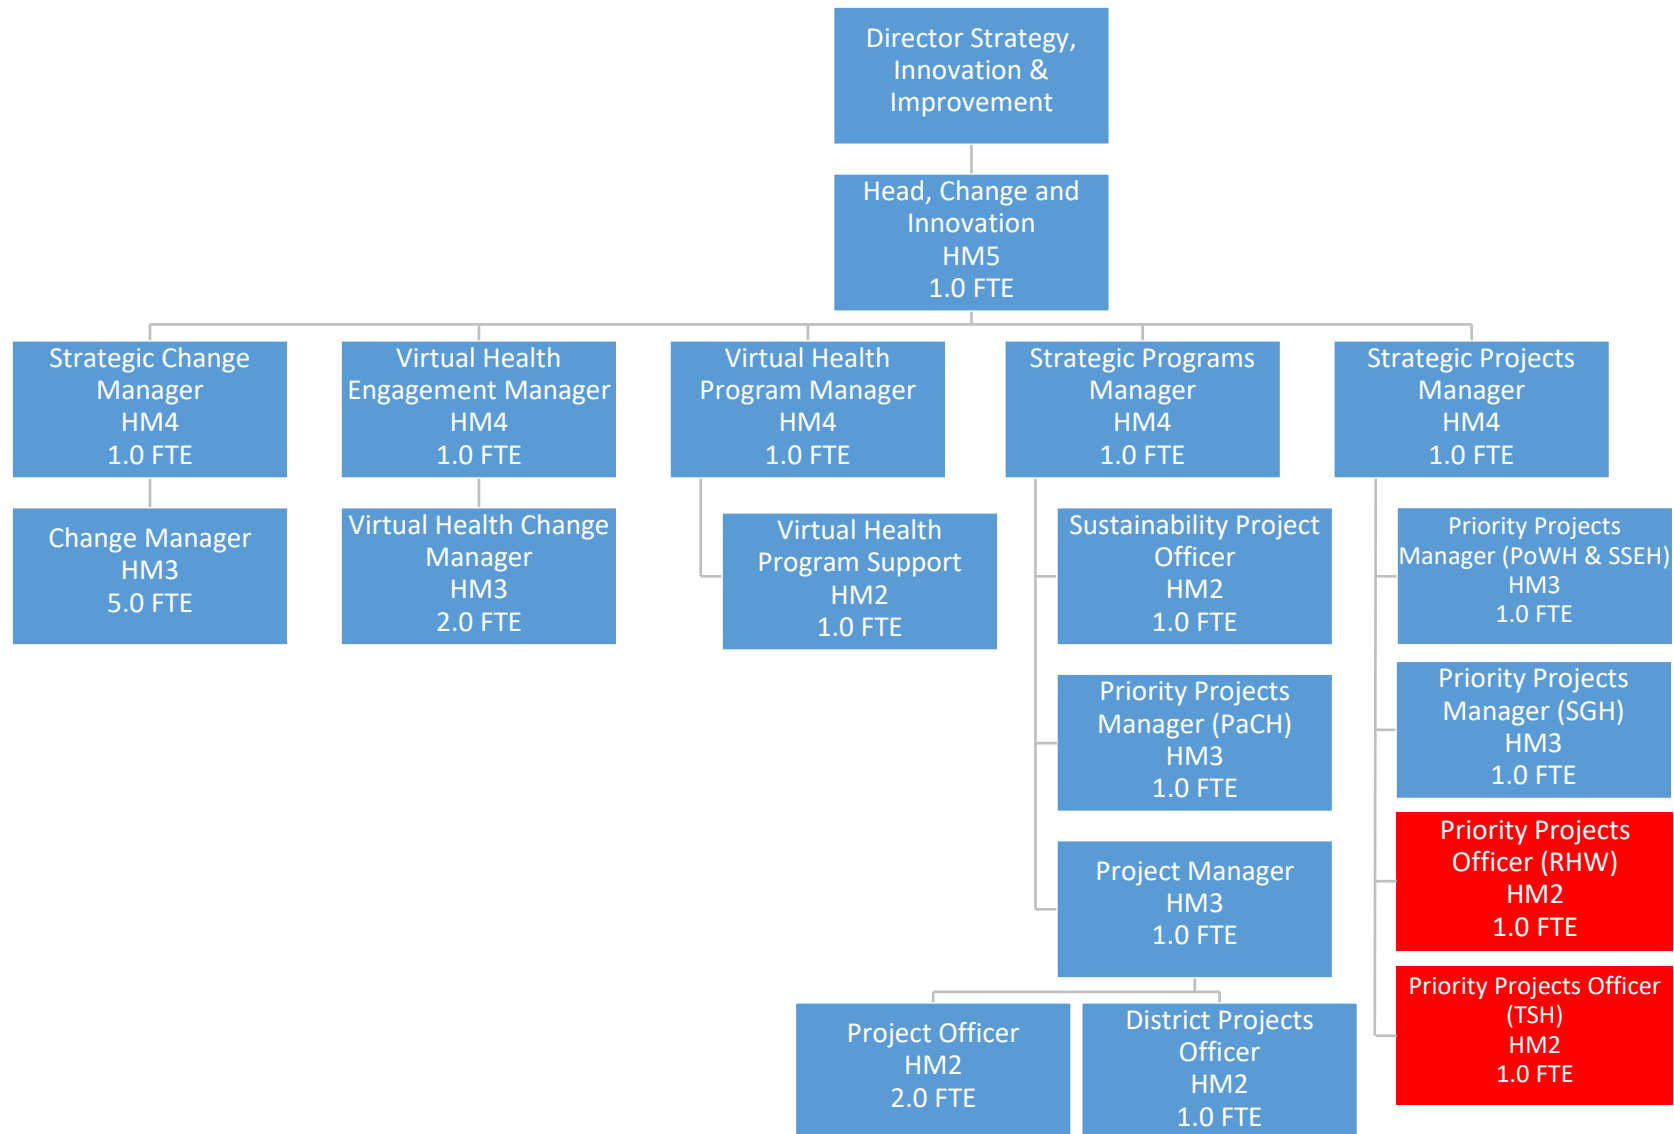 Director Strategy,
Innovation &
Improvement
Head, Change and
Innovation
HM5
1.0 FTE
Strategic Change
Manager
HM4
1.0 FTE
Virtual Health
Engagement Manager
HM4
1.0 FTE
Virtual Health
Program Manager
HM4
1.0 FTE
Strategic Programs
Manager
HM4
1.0 FTE
Strategic Projects
Manager
HM4
1.0 FTE
Change Manager
HM3
5.0 FTE
Virtual Health Change
Manager
HM3
2.0 FTE
Virtual Health
Program Support
HM2
1.0 FTE
Sustainability Project
Officer
HM2
1.0 FTE
Priority Projects
Manager (PoWH & SSEH)
HM3
1.0 FTE
Priority Projects
Manager (PaCH)
HM3
1.0 FTE
Priority Projects
Manager (SGH)
HM3
1.0 FTE
Project Manager
HM3
1.0 FTE
Priority Projects
Officer (RHW)
HM2
1.0 FTE
Project Officer
HM2
2.0 FTE
District Projects
Officer
HM2
1.0 FTE
Priority Projects Officer
(TSH)
HM2
1.0 FTE